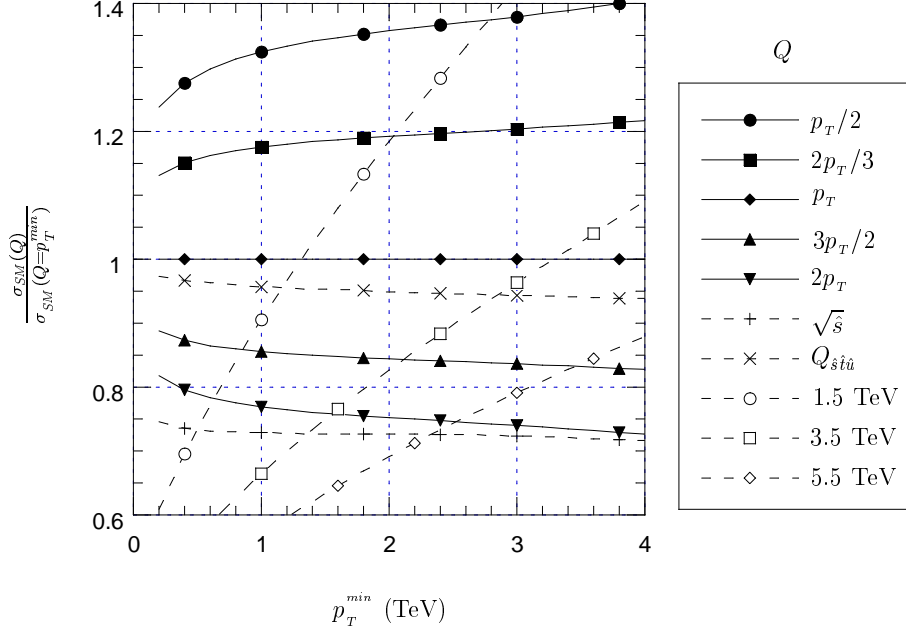 1.4
1.2
1
0.8
0.6
0
1
2
3
4
σ_SM(Q)
σ_SM(Q=p_T^min)
p_T^min (TeV)
Q
p_T/2
2p_T/3
p_T
3p_T/2
2p_T
√ŝ
Q_ŝt̂û
1.5 TeV
3.5 TeV
5.5 TeV